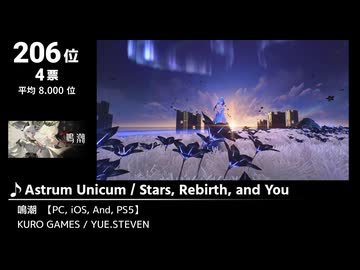 206位
4票
平均 8.000 位
鳴潮
♪Astrum Unicum / Stars, Rebirth, and You
鳴潮 【PC, iOS, And, PS5】
KURO GAMES / YUE.STEVEN